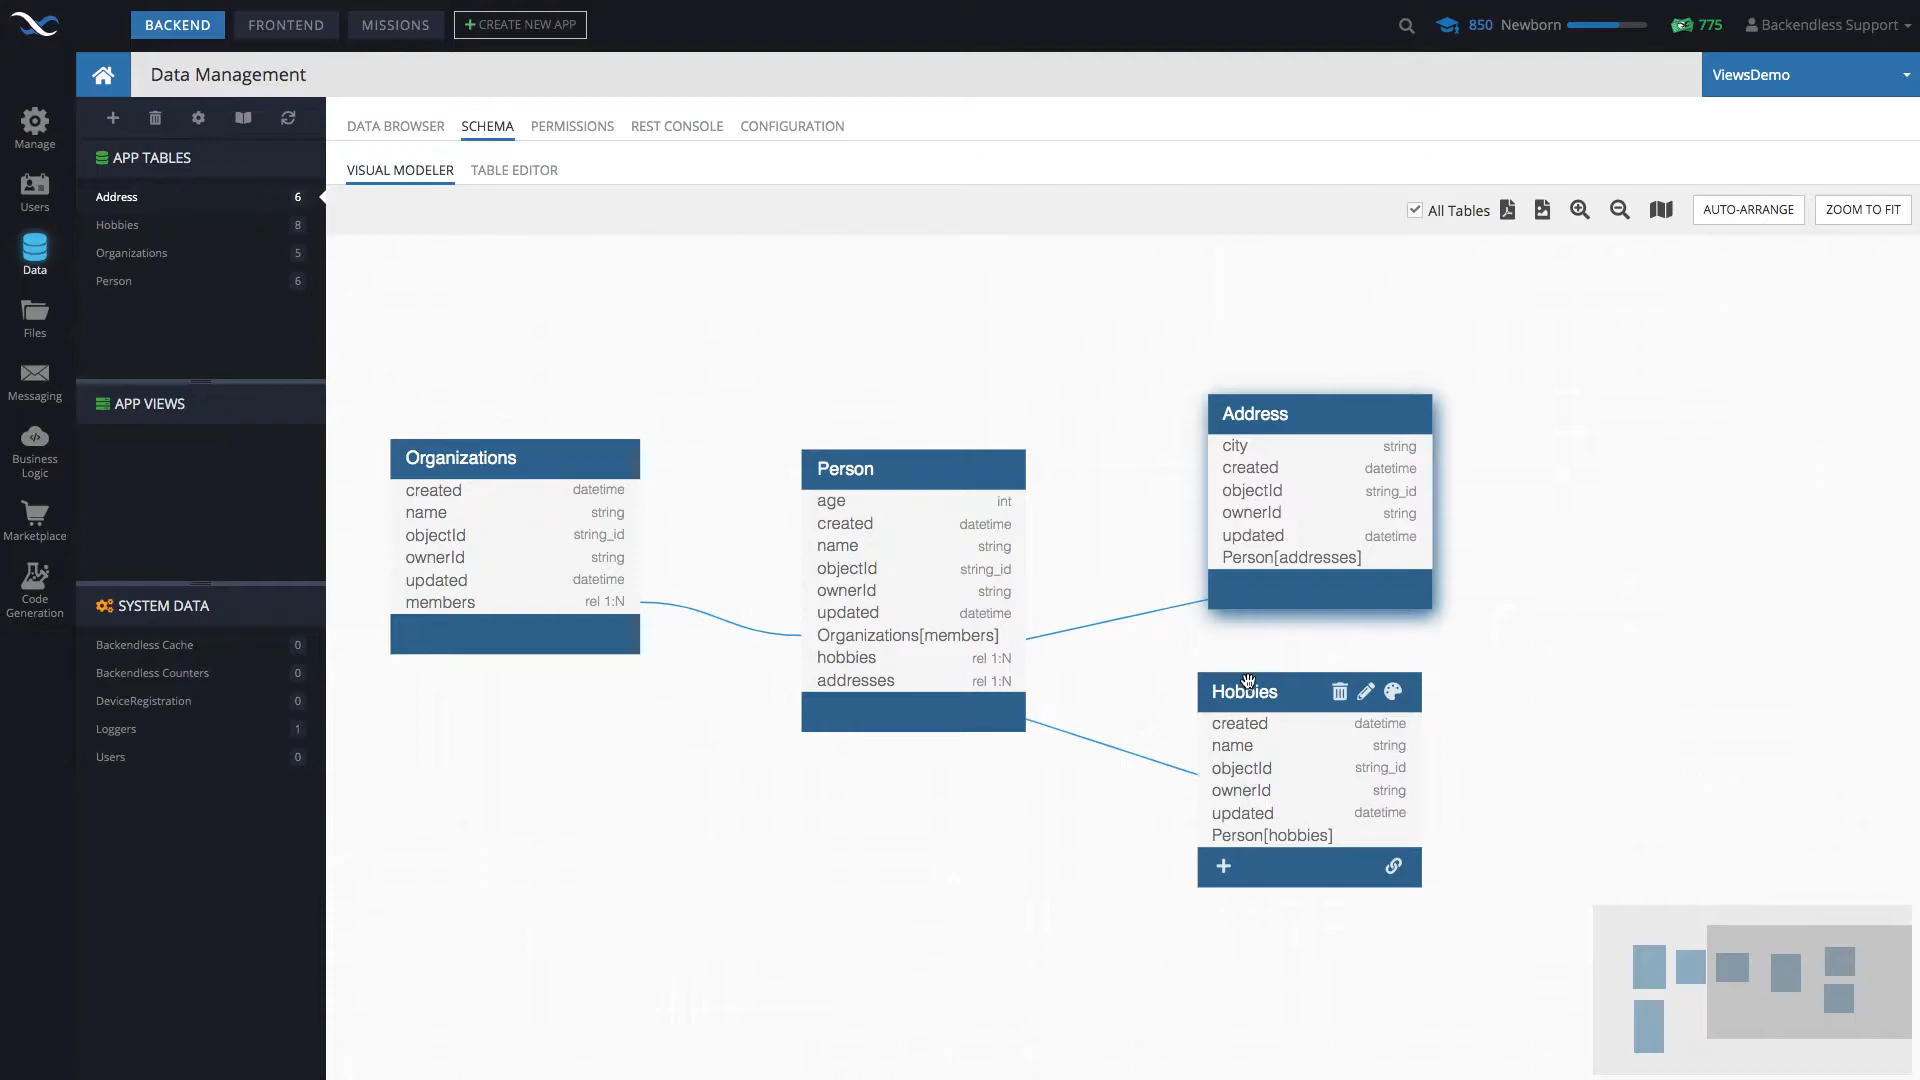 BACKEND FRONTEND MISSIONS + CREATE NEW APP 850 Newborn 775 Backendless Support
Data Management ViewsDemo
DATA BROWSER SCHEMA PERMISSIONS REST CONSOLE CONFIGURATION
VISUAL MODELER TABLE EDITOR
All Tables AUTO-ARRANGE ZOOM TO FIT
Manage
Users
Data
Files
Messaging
Business
Logic
Marketplace
Code
Generation
APP TABLES
Address 6
Hobbies 8
Organizations 5
Person 6
APP VIEWS
SYSTEM DATA
Backendless Cache 0
Backendless Counters 0
DeviceRegistration 0
Loggers 1
Users 0
Organizations
created datetime
name string
objectId string_id
ownerId string
updated datetime
members rel 1:N
Person
age int
created datetime
name string
objectId string_id
ownerId string
updated datetime
Organizations[members]
hobbies rel 1:N
addresses rel 1:N
Address
city string
created datetime
objectId string_id
ownerId string
updated datetime
Person[addresses]
Hobbies
created datetime
name string
objectId string_id
ownerId string
updated datetime
Person[hobbies]